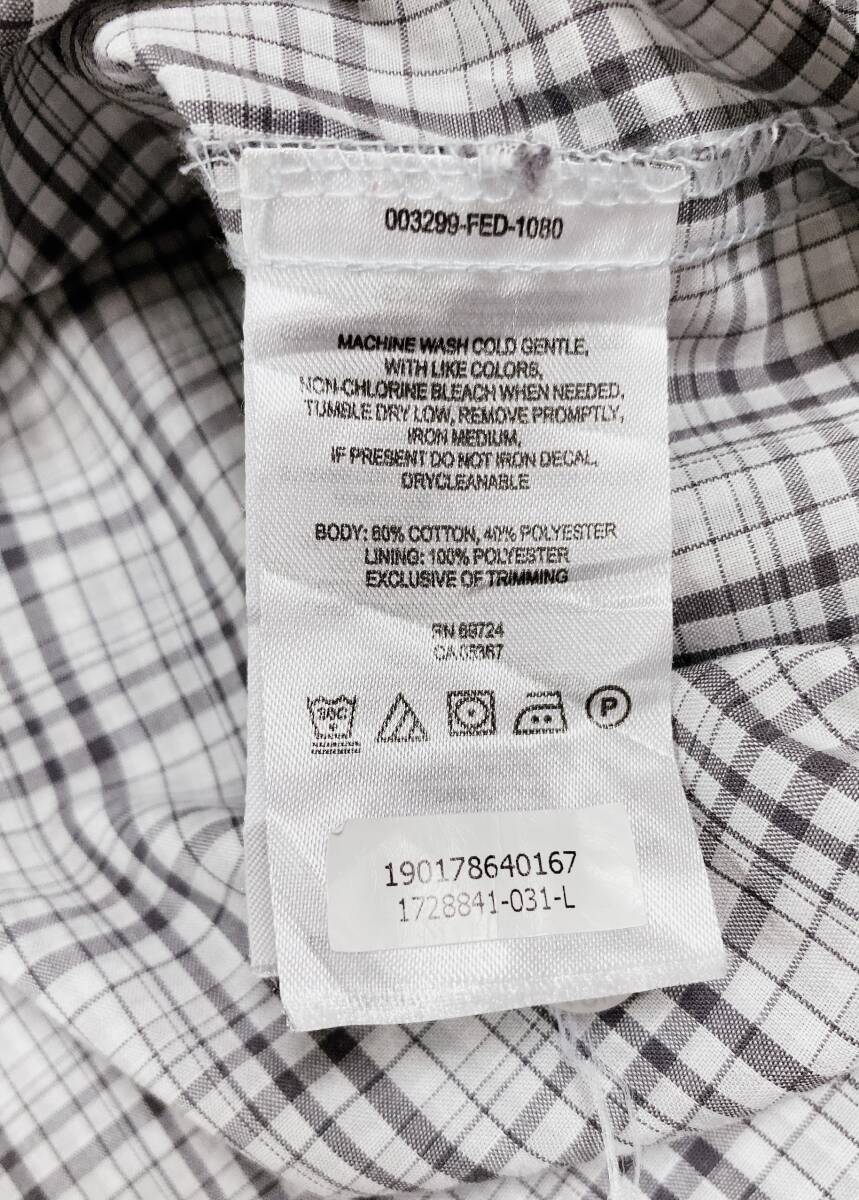 003299-FED-1080
MACHINE WASH COLD GENTLE,
WITH LIKE COLORS,
NON-CHLORINE BLEACH WHEN NEEDED,
TUMBLE DRY LOW, REMOVE PROMPTLY,
IRON MEDIUM,
IF PRESENT DO NOT IRON DECAL,
DRYCLEANABLE
BODY: 60% COTTON, 40% POLYESTER
LINING: 100% POLYESTER
EXCLUSIVE OF TRIMMING
RN 69724
CA
30C P
190178640167
1728841-031-L